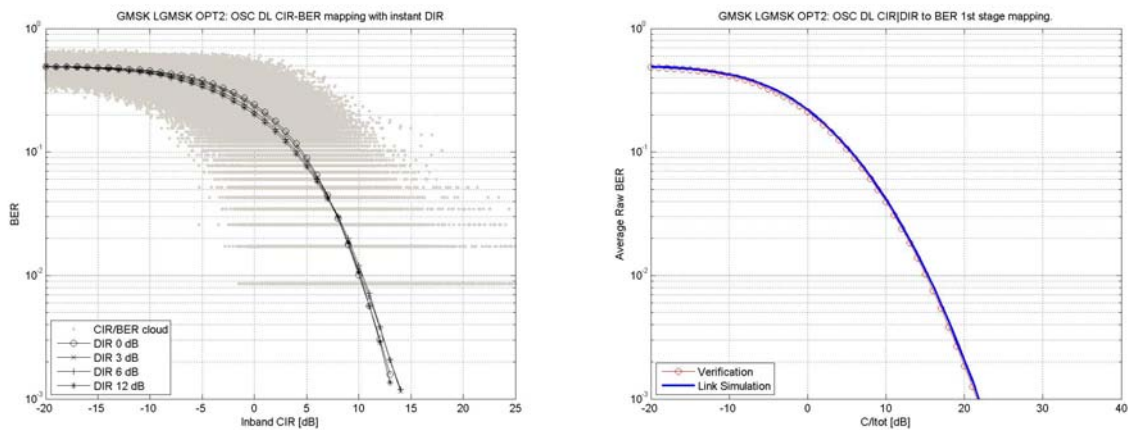 GMSK LGMSK OPT2: OSC DL CIR-BER mapping with instant DIR
10^0
10^-1
10^-2
10^-3
BER
CIR/BER cloud
DIR 0 dB
DIR 3 dB
DIR 6 dB
DIR 12 dB
-20 -15 -10 -5 0 5 10 15 20 25
Inband CIR [dB]
GMSK LGMSK OPT2: OSC DL CIR|DIR to BER 1st stage mapping.
10^0
10^-1
10^-2
10^-3
Average Raw BER
Verification
Link Simulation
-20 -10 0 10 20 30 40
C/Itot [dB]